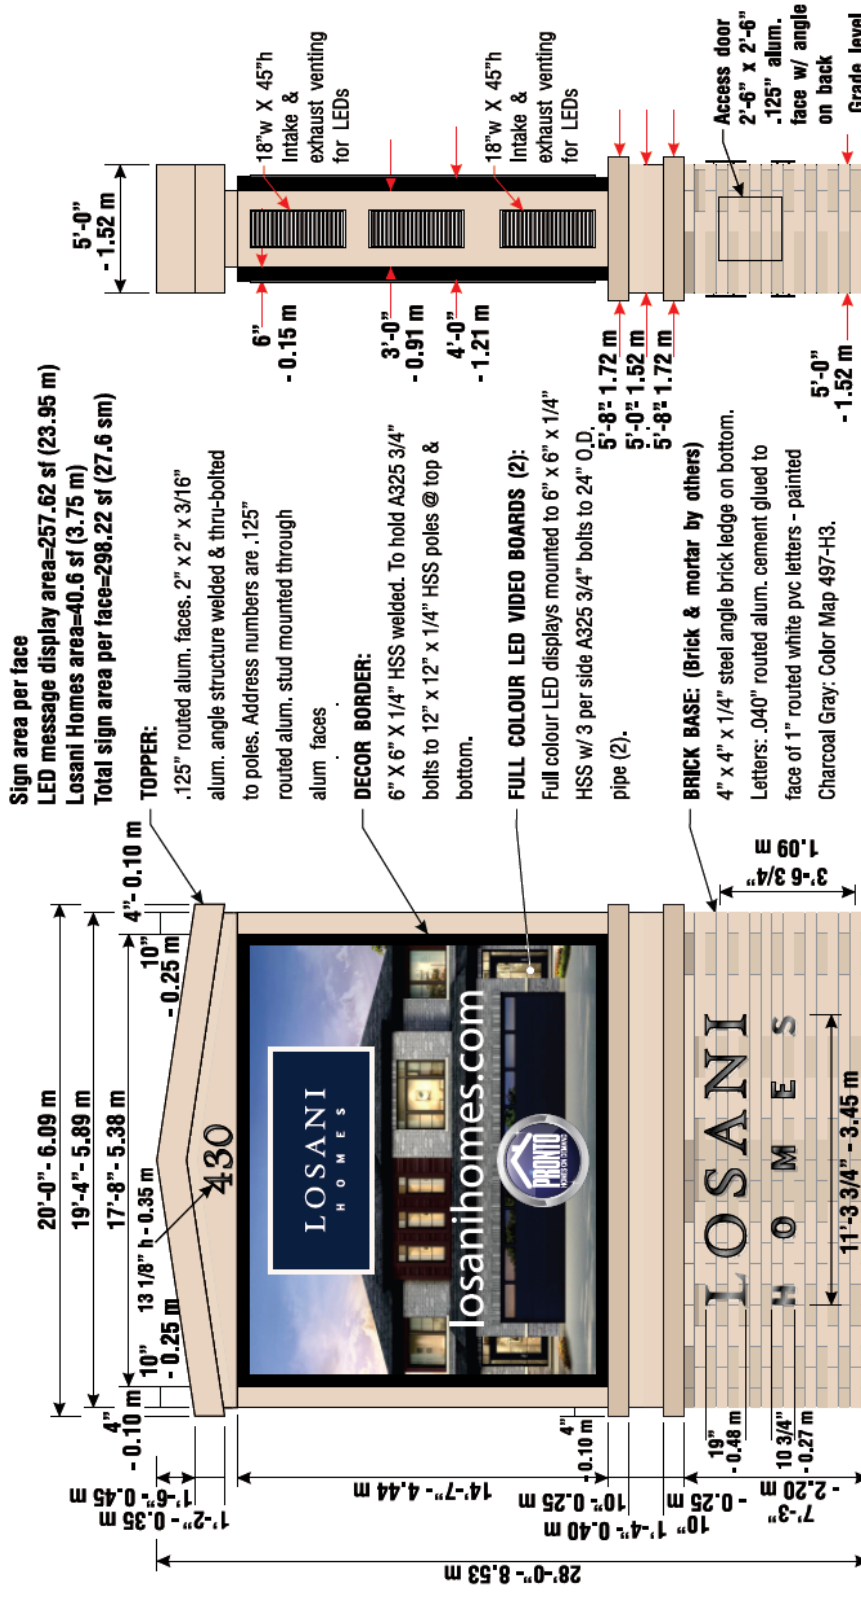 Sign area per face
LED message display area=257.62 sf (23.95 m)
Losani Homes area=40.6 sf (3.75 m)
Total sign area per face=298.22 sf (27.6 sm)
TOPPER:
.125” routed alum. faces. 2” x 2” x 3/16”
alum. angle structure welded & thru-bolted
to poles. Address numbers are .125”
routed alum. stud mounted through
alum faces
DECOR BORDER:
6” X 6” X 1/4” HSS welded. To hold A325 3/4”
bolts to 12” x 12” x 1/4” HSS poles @ top &
bottom.
FULL COLOUR LED VIDEO BOARDS (2):
Full colour LED displays mounted to 6” x 6” x 1/4”
HSS w/ 3 per side A325 3/4” bolts to 24” O.D.
pipe (2).
BRICK BASE: (Brick & mortar by others)
4” x 4” x 1/4” steel angle brick ledge on bottom.
Letters: .040” routed alum. cement glued to
face of 1” routed white pvc letters - painted
Charcoal Gray: Color Map 497-H3.
20’-0” - 6.09 m
19’-4” - 5.89 m
17’-8” - 5.38 m
4”
- 0.10 m
10”
- 0.25 m
13 1/8” h - 0.35 m
10”
- 0.25 m
4”- 0.10 m
430
LOSANI
HOMES
losanihomes.com
PRONTO
HOMES ON DEMAND
LOSANI
HOMES
11’-3 3/4” - 3.45 m
3’-6 3/4”
1.09 m
4”
- 0.10 m
19”
- 0.48 m
10 3/4”
- 0.27 m
28’-0”- 8.53 m
1’-6”- 0.45 m
1’-2” - 0.35 m
14’-7”- 4.44 m
10”- 0.25 m
1’-4”- 0.40 m
10”
- 0.25 m
7’-3”
- 2.20 m
5’-0”
- 1.52 m
18”w X 45”h
Intake &
exhaust venting
for LEDs
18”w X 45”h
Intake &
exhaust venting
for LEDs
6”
- 0.15 m
3’-0”
- 0.91 m
4’-0”
- 1.21 m
5’-8”- 1.72 m
5’-0”- 1.52 m
5’-8”- 1.72 m
Access door
2’-6” x 2’-6”
.125” alum.
face w/ angle
on back
Grade level
5’-0”
- 1.52 m